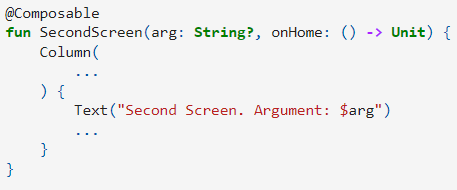 @Composable
fun SecondScreen(arg: String?, onHome: () -> Unit) {
    Column(
        ...
    ) {
        Text("Second Screen. Argument: $arg")
        ...
    }
}